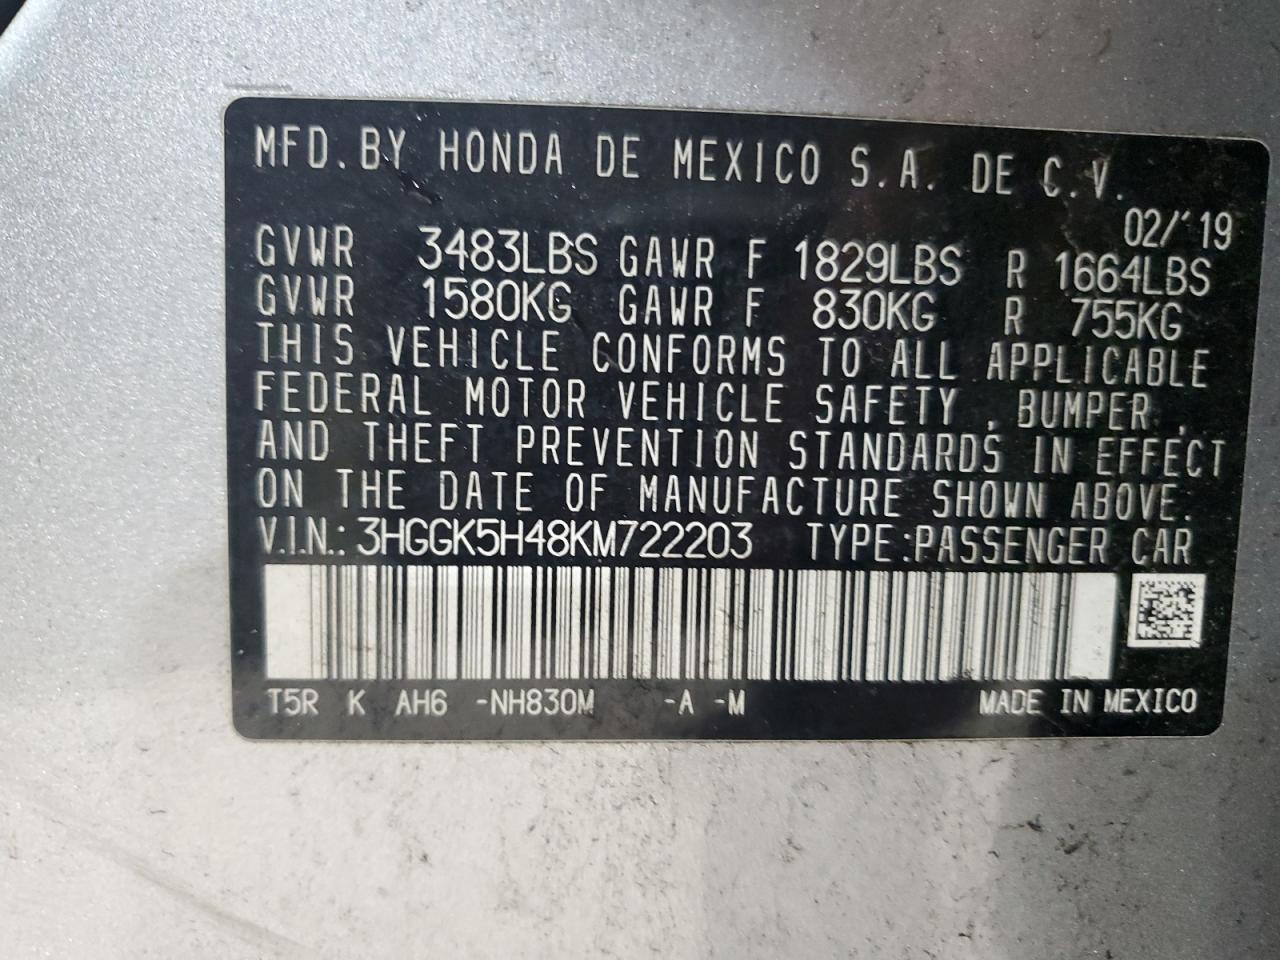 MFD. BY HONDA DE MEXICO S.A. DE C.V.
02/'19
GVWR 3483LBS GAWR F 1829LBS R 1664LBS
GVWR 1580KG GAWR F 830KG R 755KG
THIS VEHICLE CONFORMS TO ALL APPLICABLE
FEDERAL MOTOR VEHICLE SAFETY , BUMPER ,
AND THEFT PREVENTION STANDARDS IN EFFECT
ON THE DATE OF MANUFACTURE SHOWN ABOVE.
V.I.N.: 3HGGK5H48KM722203 TYPE:PASSENGER CAR
T5R K AH6 -NH830M -A -M MADE IN MEXICO